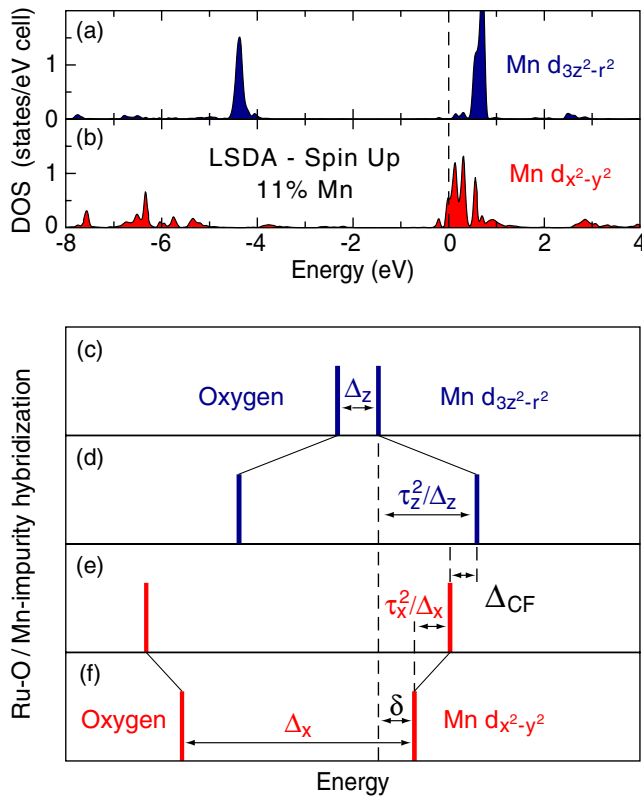 (a)
Mn d3z²-r²
1
0
(b)
LSDA - Spin Up
11% Mn
Mn dx²-y²
1
0
DOS (states/eV cell)
-8 -6 -4 -2 0 2 4
Energy (eV)
(c)
Oxygen
Δz
Mn d3z²-r²
(d)
τz²/Δz
(e)
τx²/Δx
ΔCF
(f)
Oxygen
Δx
δ
Mn dx²-y²
Ru-O / Mn-impurity hybridization
Energy